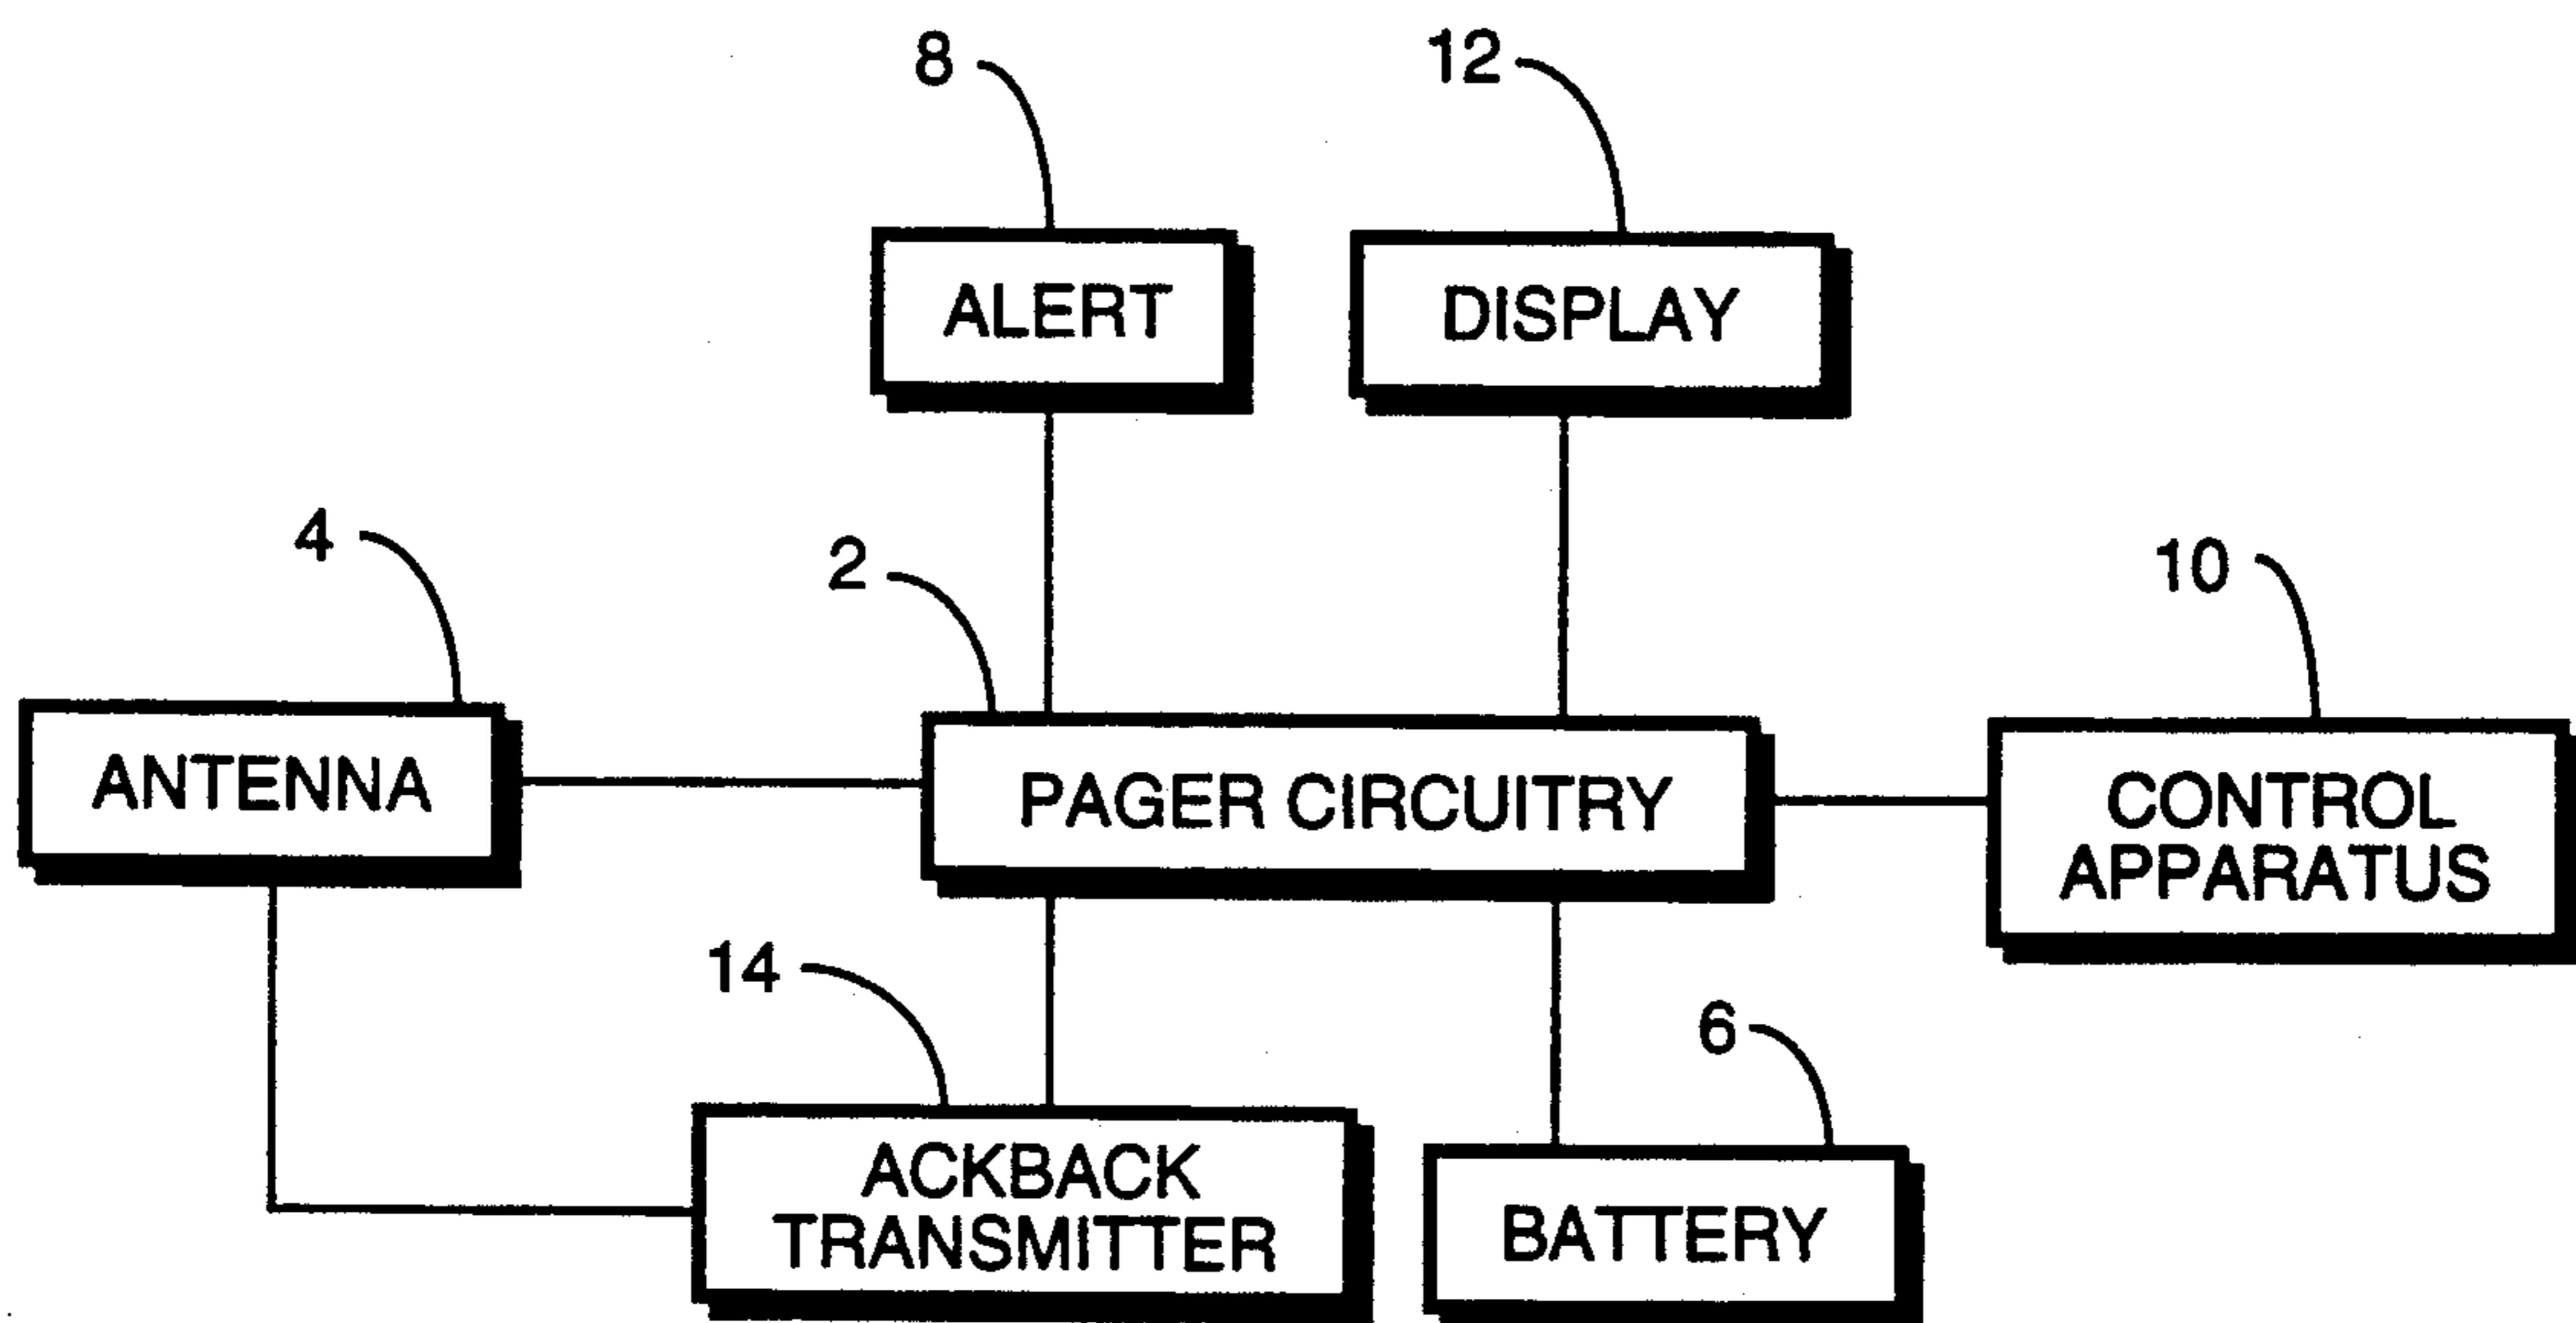 8
12
ALERT
DISPLAY
4
2
10
ANTENNA
PAGER CIRCUITRY
CONTROL
APPARATUS
14
6
ACKBACK
TRANSMITTER
BATTERY